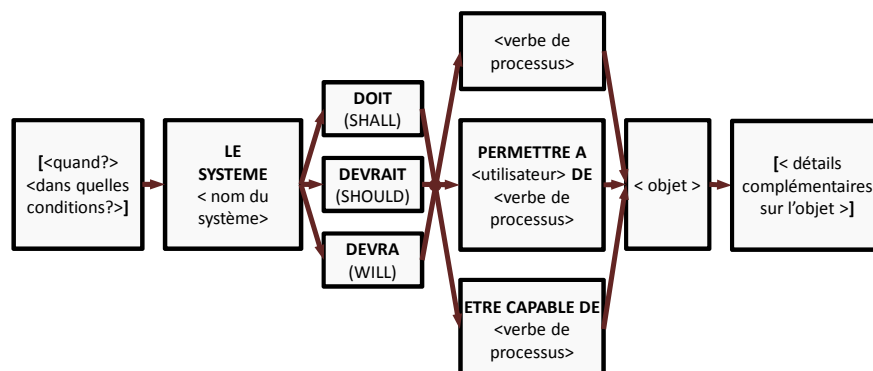 [<quand?>
<dans quelles
conditions?>]
LE
SYSTEME
< nom du
système>
DOIT
(SHALL)
DEVRAIT
(SHOULD)
DEVRA
(WILL)
<verbe de
processus>
PERMETTRE A
<utilisateur> DE
<verbe de
processus>
ETRE CAPABLE DE
<verbe de
processus>
< objet >
[< détails
complémentaires
sur l’objet >]